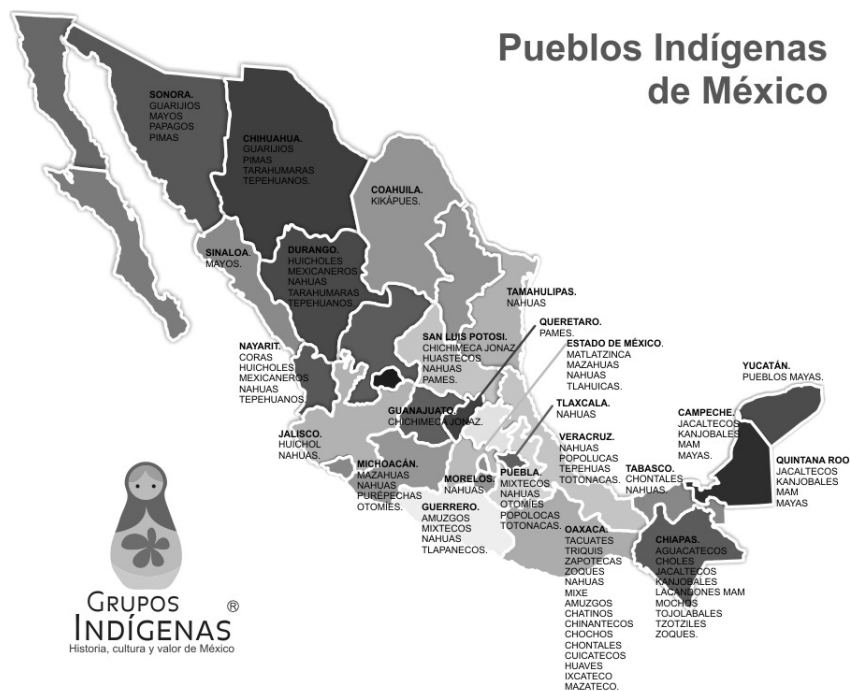 Pueblos Indígenas
de México
SONORA.
GUARIJIOS
MAYOS
PAPAGOS
PIMAS
CHIHUAHUA.
GUARIJIOS
PIMAS
TARAHUMARAS
TEPEHUANOS.
COAHUILA.
KIKÁPUES.
SINALOA.
MAYOS.
DURANGO.
HUICHOLES
MEXICANEROS
NAHUAS
TARAHUMARAS
TEPEHUANOS.
TAMAHULIPAS.
NAHUAS
QUERETARO.
PAMES.
SAN LUIS POTOSI.
CHICHIMECA JONAZ
HUASTECOS
NAHUAS
PAMES.
ESTADO DE MÉXICO.
MATLATZINCA
MAZAHUAS
NAHUAS
TLAHUICAS.
NAYARIT.
CORAS
HUICHOLES
MEXICANEROS
NAHUAS
TEPEHUANOS.
YUCATÁN.
PUEBLOS MAYAS.
TLAXCALA.
NAHUAS
GUANAJUATO.
CHICHIMECA JONAZ.
CAMPECHE.
JACALTECOS
KANJOBALES
MAM
MAYAS.
JALISCO.
HUICHOL
NAHUAS.
VERACRUZ.
NAHUAS
POPOLUCAS
TEPEHUAS
TOTONACAS.
QUINTANA ROO
JACALTECOS
KANJOBALES
MAM
MAYAS
MICHOACÁN.
MAZAHUAS
NAHUAS
PURÉPECHAS
OTOMÍES.
MORELOS.
NAHUAS
PUEBLA.
MIXTECOS
NAHUAS
OTOMÍES
POPOLOCAS
TOTONACAS.
TABASCO.
CHONTALES
NAHUAS.
GUERRERO.
AMUZGOS
MIXTECOS
NAHUAS
TLAPANECOS.
OAXACA.
TACUATES
TRIQUIS
ZAPOTECAS
ZOQUES
NAHUAS
MIXE
AMUZGOS
CHATINOS
CHINANTECOS
CHOCHOS
CHONTALES
CUICATECOS
HUAVES
IXCATECO
MAZATECO.
CHIAPAS.
AGUACATECOS
CHOLES
JACALTECOS
KANJOBALES
LACANDONES MAM
MOCHOS
TOJOLABALES
TZOTZILES
ZOQUES.
GRUPOS ®
INDÍGENAS
Historia, cultura y valor de México